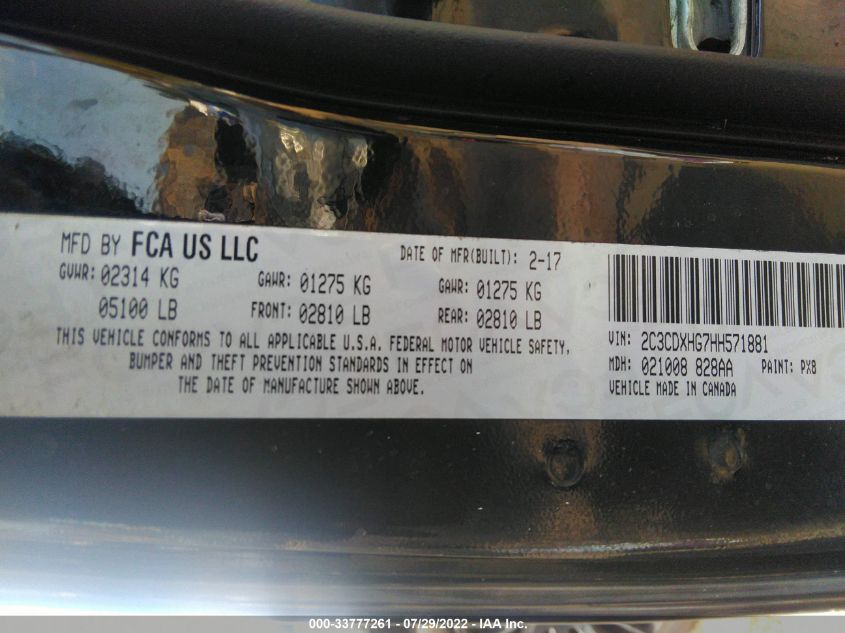 MFD BY FCA US LLC
DATE OF MFR(BUILT): 2-17
GVWR: 02314 KG GAWR: 01275 KG GAWR: 01275 KG
05100 LB FRONT: 02810 LB REAR: 02810 LB
THIS VEHICLE CONFORMS TO ALL APPLICABLE U.S.A. FEDERAL MOTOR VEHICLE SAFETY,
BUMPER AND THEFT PREVENTION STANDARDS IN EFFECT ON
THE DATE OF MANUFACTURE SHOWN ABOVE.
VIN: 2C3CDXHG7HH571881
MDH: 021008 828AA PAINT: PX8
VEHICLE MADE IN CANADA
000-33777261 - 07/29/2022 - IAA Inc.